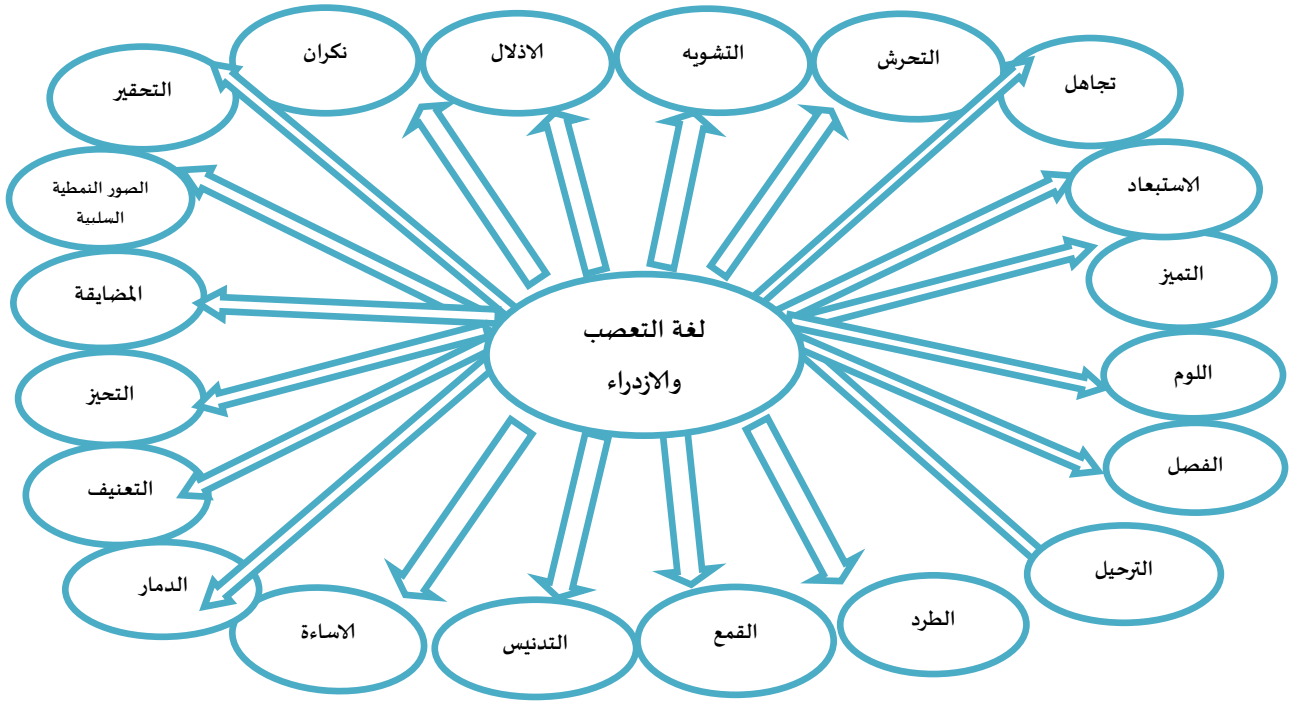 نكران
الاذلال
التشويه
التحرش
تجاهل
التحقير
الاستبعاد
الصور النمطية
السلبية
التميز
المضايقة
لغة التعصب
والازدراء
اللوم
التحيز
الفصل
التعنيف
الترحيل
الدمار
الطرد
القمع
التدنيس
الاساءة